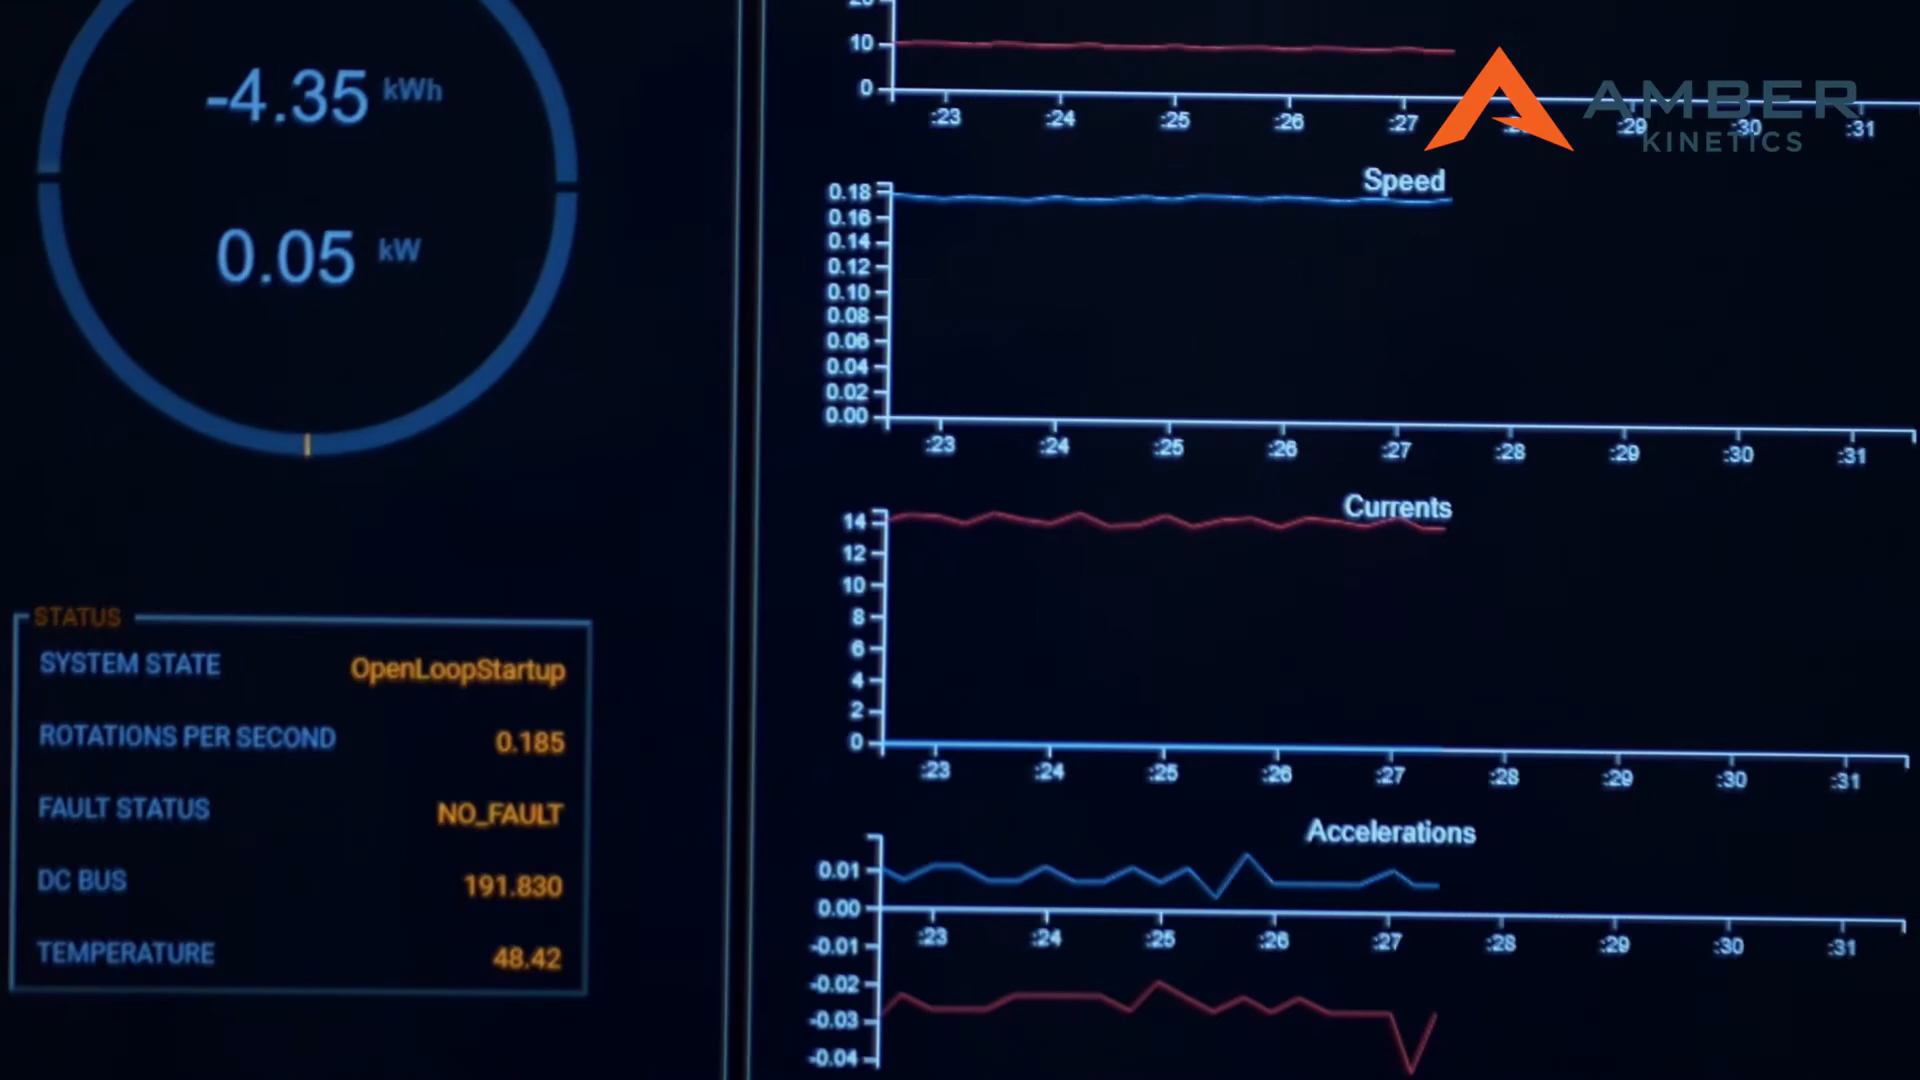 -4.35 kWh
0.05 kW
STATUS
SYSTEM STATE OpenLoopStartup
ROTATIONS PER SECOND 0.185
FAULT STATUS NO_FAULT
DC BUS 191.830
TEMPERATURE 48.42
10
0
:23 :24 :25 :26 :27 :29 :30 :31
AMBER
KINETICS
Speed
0.18
0.16
0.14
0.12
0.10
0.08
0.06
0.04
0.02
0.00
:23 :24 :25 :26 :27 :28 :29 :30 :31
Currents
14
12
10
8
6
4
2
0
:23 :24 :25 :26 :27 :28 :29 :30 :31
Accelerations
0.01
0.00
:23 :24 :25 :26 :27 :28 :29 :30 :31
-0.01
-0.02
-0.03
-0.04